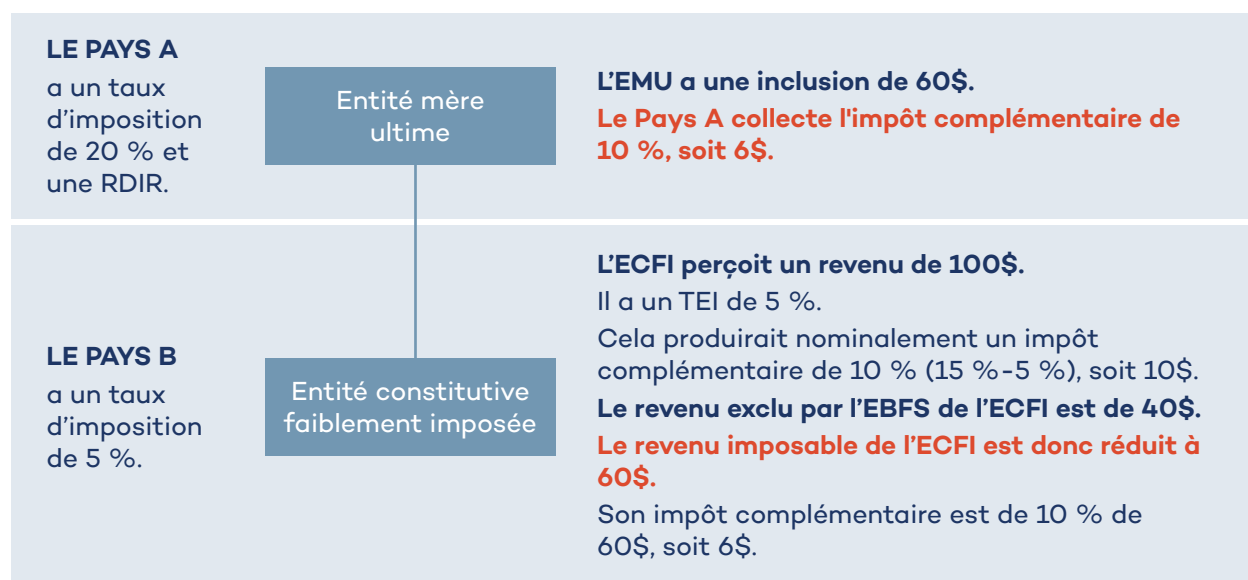 LE PAYS A
a un taux
d'imposition
de 20 % et
une RDIR.
Entité mère
ultime
L'EMU a une inclusion de 60$.
Le Pays A collecte l'impôt complémentaire de
10 %, soit 6$.
LE PAYS B
a un taux
d'imposition
de 5 %.
Entité constitutive
faiblement imposée
L'ECFI perçoit un revenu de 100$.
Il a un TEI de 5 %.
Cela produirait nominalement un impôt
complémentaire de 10 % (15 %-5 %), soit 10$.
Le revenu exclu par l'EBFS de l'ECFI est de 40$.
Le revenu imposable de l'ECFI est donc réduit à
60$.
Son impôt complémentaire est de 10 % de
60$, soit 6$.